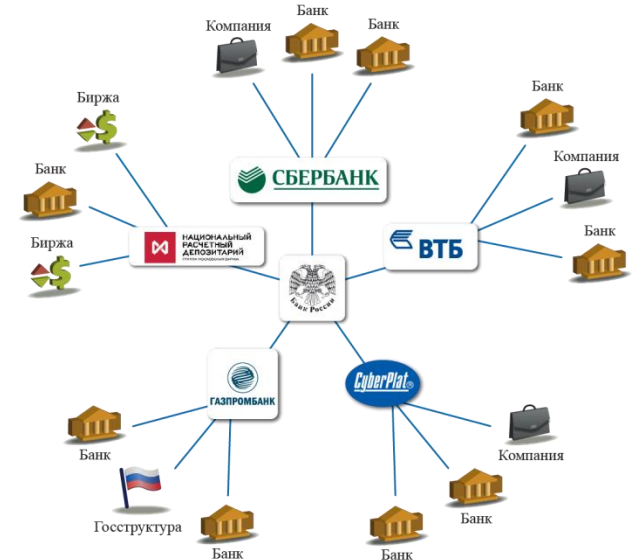 Банк
Компания
Банк
Биржа
Банк
Компания
Банк
СБЕРБАНК
Банк
Биржа
НАЦИОНАЛЬНЫЙ
РАСЧЕТНЫЙ
ДЕПОЗИТАРИЙ
ВТБ
Банк
Банк России
ГАЗПРОМБАНК
CyberPlat®
Банк
Компания
Госструктура
Банк
Банк
Банк